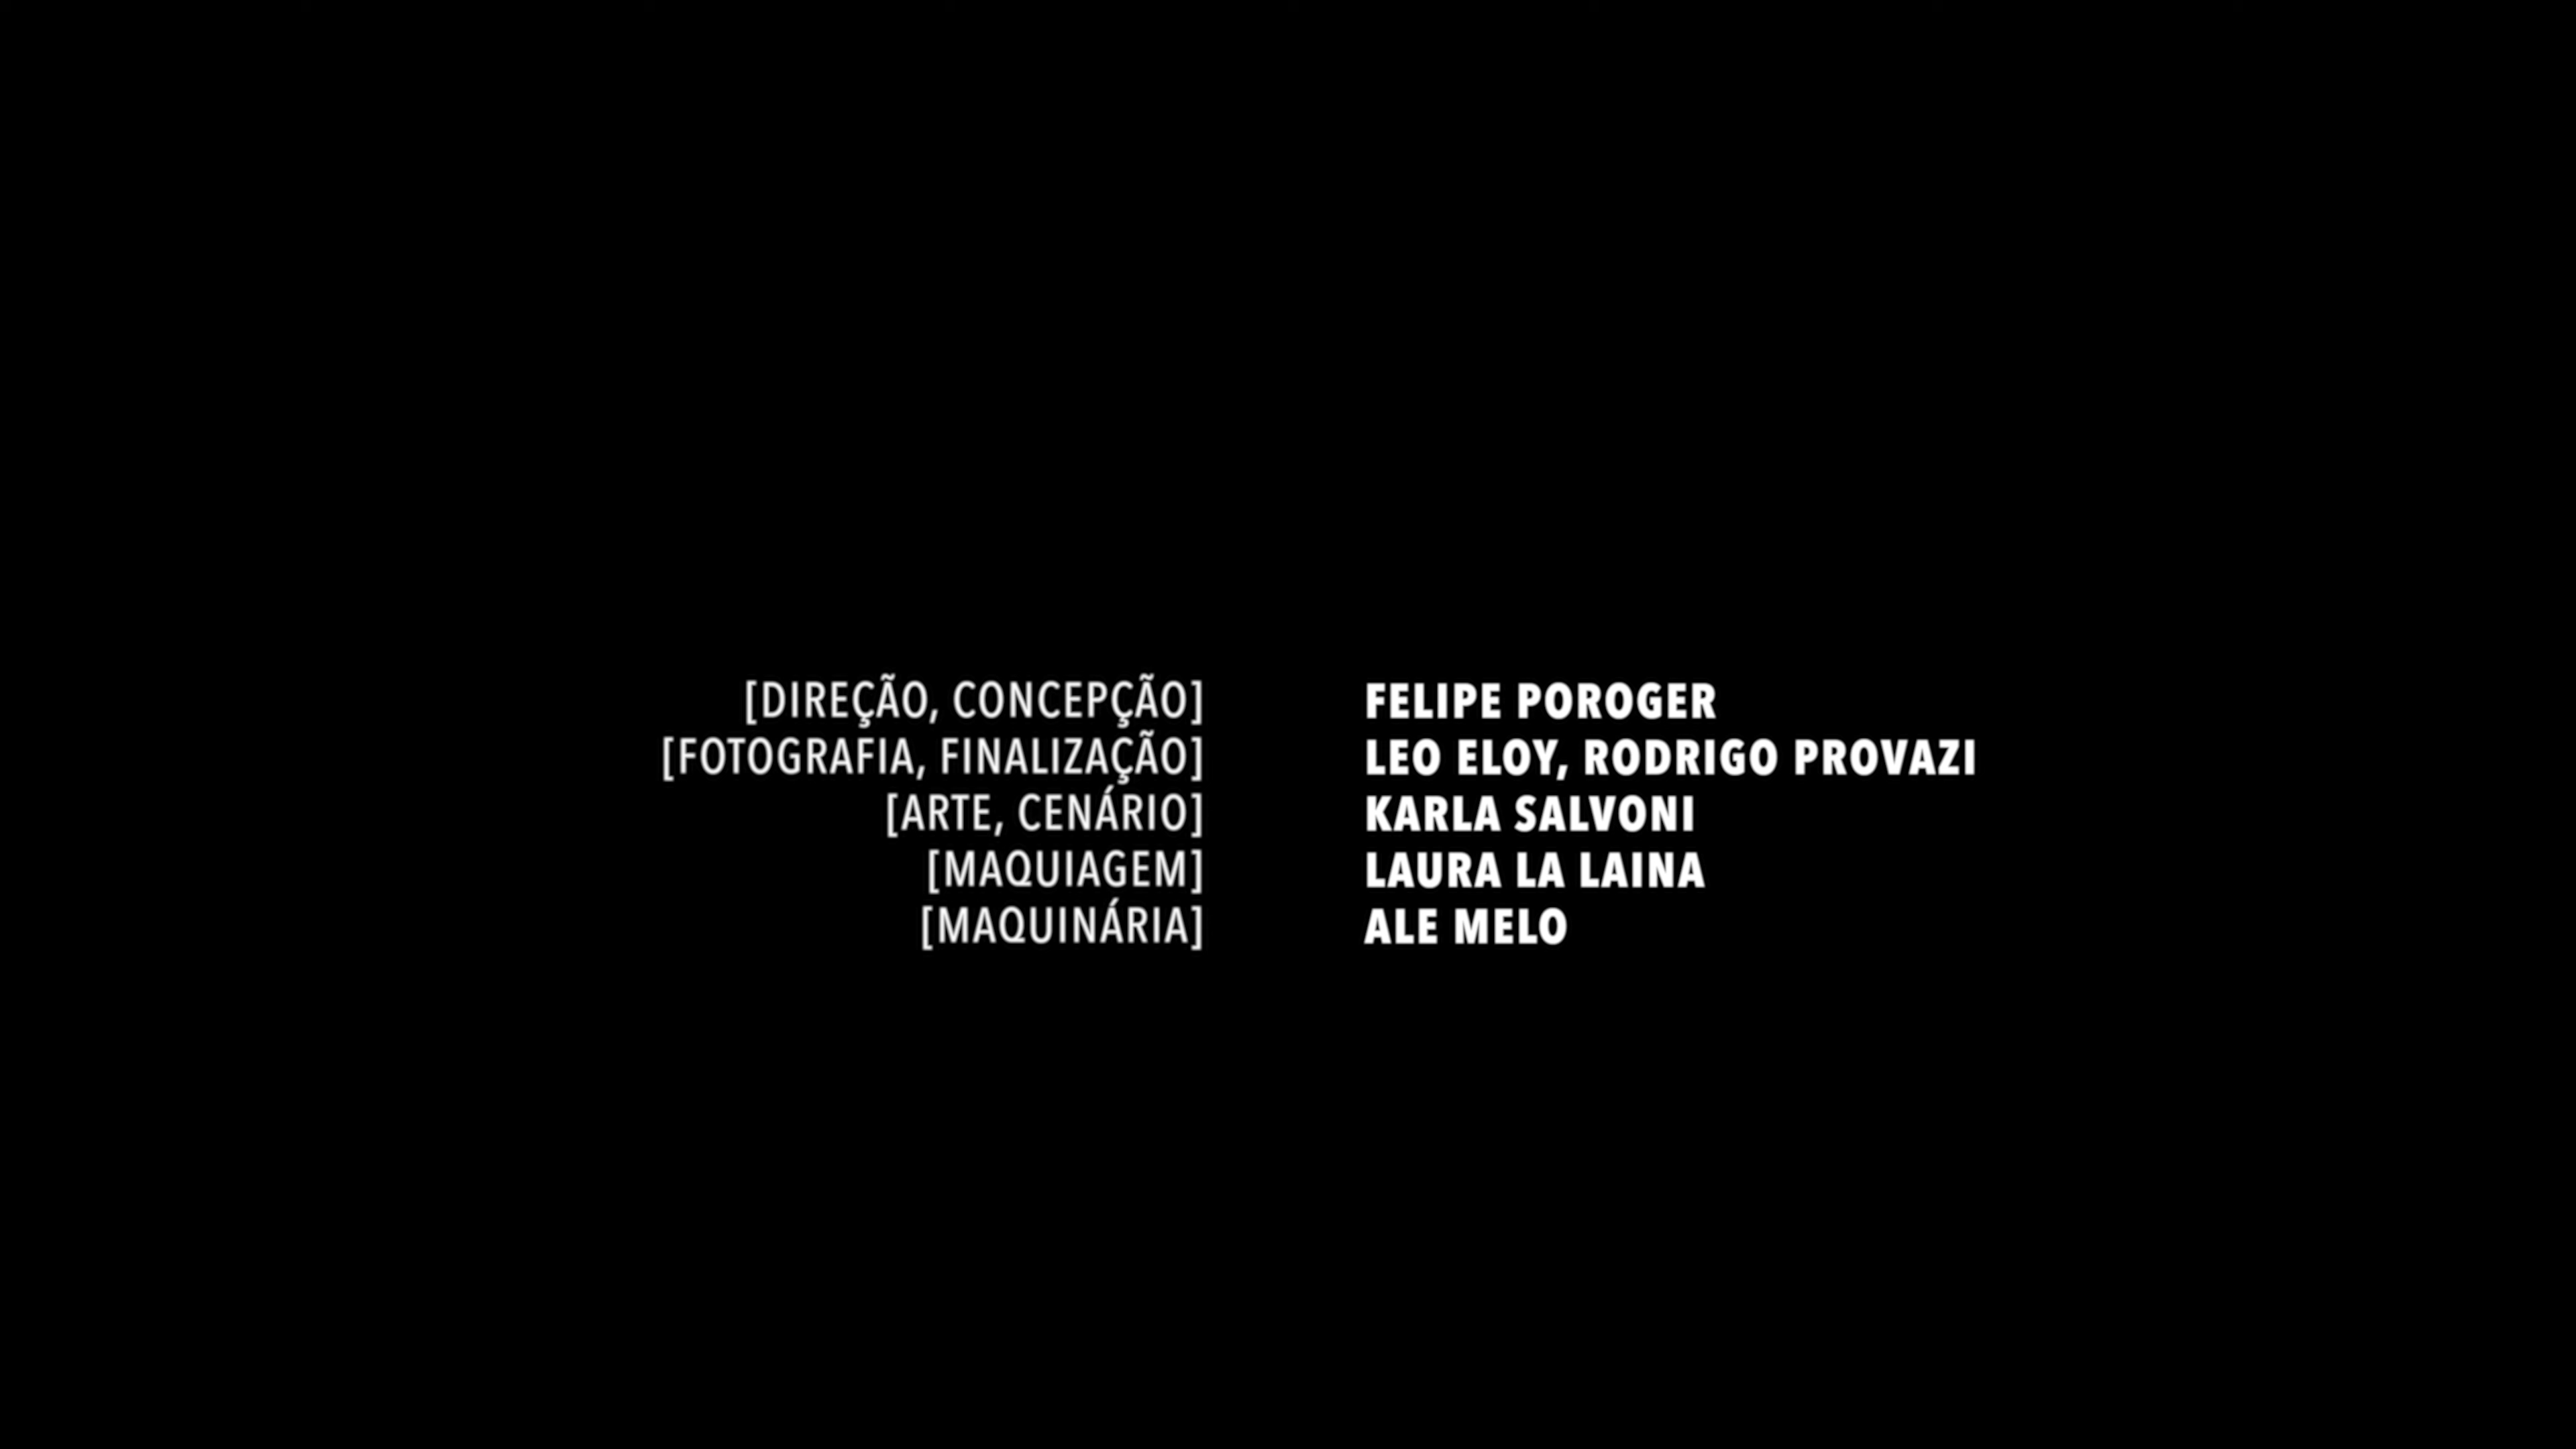 [DIREÇÃO, CONCEPÇÃO] FELIPE POROGER
[FOTOGRAFIA, FINALIZAÇÃO] LEO ELOY, RODRIGO PROVAZI
[ARTE, CENÁRIO] KARLA SALVONI
[MAQUIAGEM] LAURA LA LAINA
[MAQUINÁRIA] ALE MELO